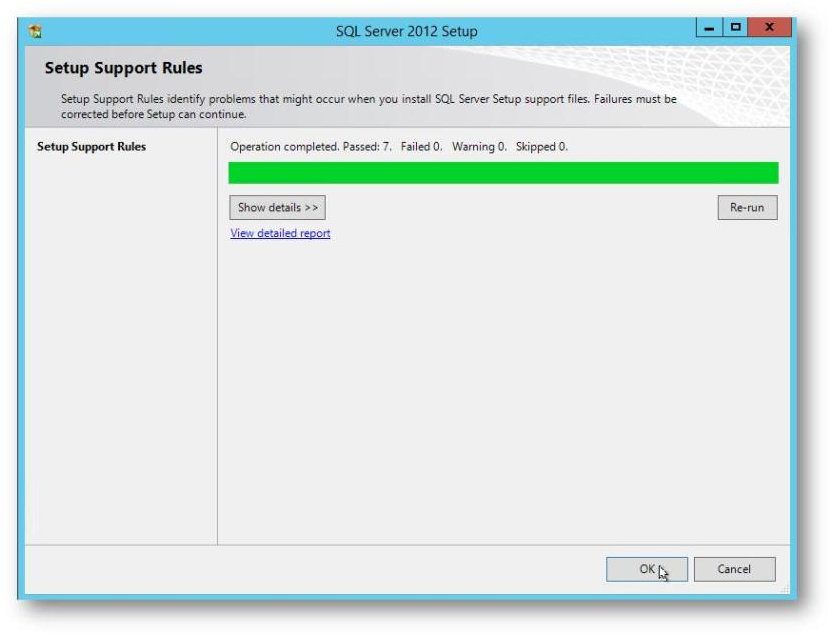 SQL Server 2012 Setup
Setup Support Rules
Setup Support Rules identify problems that might occur when you install SQL Server Setup support files. Failures must be
corrected before Setup can continue.
Setup Support Rules
Operation completed. Passed: 7.   Failed 0.   Warning 0.   Skipped 0.
Show details >>
Re-run
View detailed report
OK
Cancel